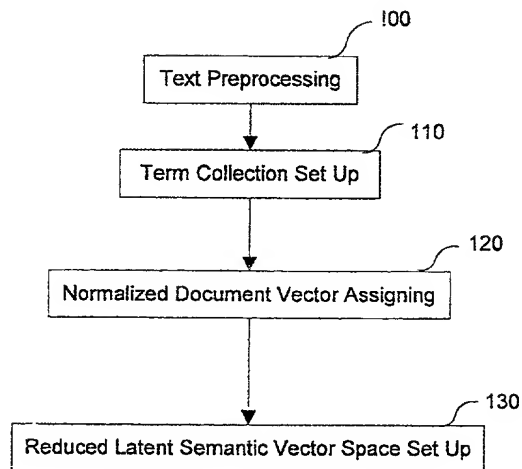 !00
Text Preprocessing
110
Term Collection Set Up
120
Normalized Document Vector Assigning
130
Reduced Latent Semantic Vector Space Set Up